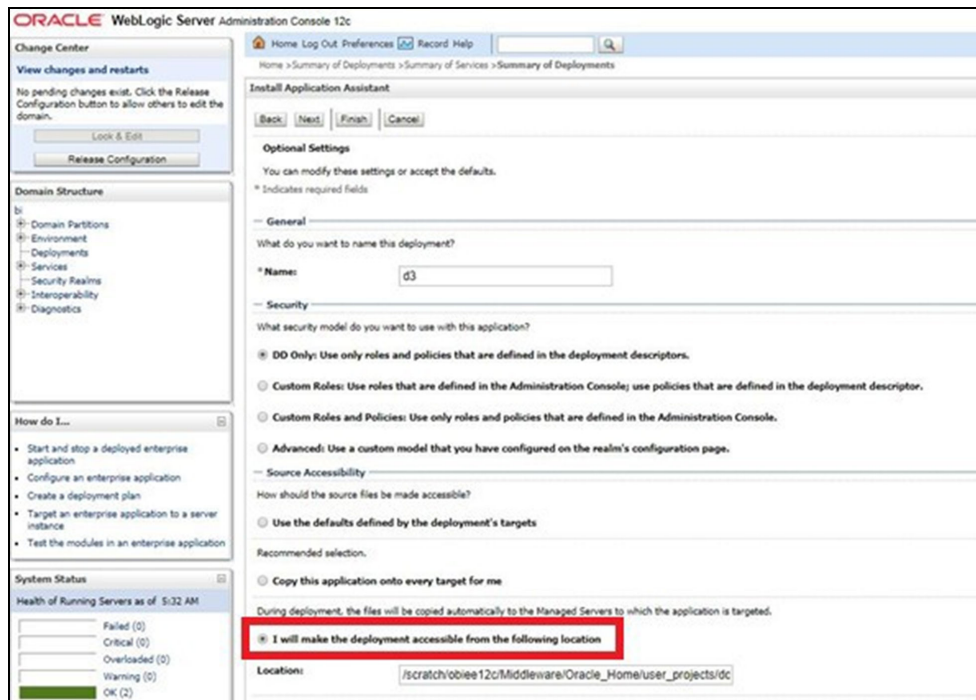 ORACLE WebLogic Server Administration Console 12c
Change Center
View changes and restarts
No pending changes exist. Click the Release
Configuration button to allow others to edit the
domain.
Lock & Edit
Release Configuration
Domain Structure
bi
Domain Partitions
Environment
Deployments
Services
Security Realms
Interoperability
Diagnostics
How do I...
Start and stop a deployed enterprise
application
Configure an enterprise application
Create a deployment plan
Target an enterprise application to a server
instance
Test the modules in an enterprise application
System Status
Health of Running Servers as of 5:32 AM
Failed (0)
Critical (0)
Overloaded (0)
Warning (0)
OK (2)
Home Log Out Preferences Record Help
Home >Summary of Deployments >Summary of Services >Summary of Deployments
Install Application Assistant
Back Next Finish Cancel
Optional Settings
You can modify these settings or accept the defaults.
* Indicates required fields
General
What do you want to name this deployment?
* Name: d3
Security
What security model do you want to use with this application?
DD Only: Use only roles and policies that are defined in the deployment descriptors.
Custom Roles: Use roles that are defined in the Administration Console; use policies that are defined in the deployment descriptor.
Custom Roles and Policies: Use only roles and policies that are defined in the Administration Console.
Advanced: Use a custom model that you have configured on the realm's configuration page.
Source Accessibility
How should the source files be made accessible?
Use the defaults defined by the deployment's targets
Recommended selection.
Copy this application onto every target for me
During deployment, the files will be copied automatically to the Managed Servers to which the application is targeted.
I will make the deployment accessible from the following location
Location: /scratch/obiee12c/Middleware/Oracle_Home/user_projects/dc